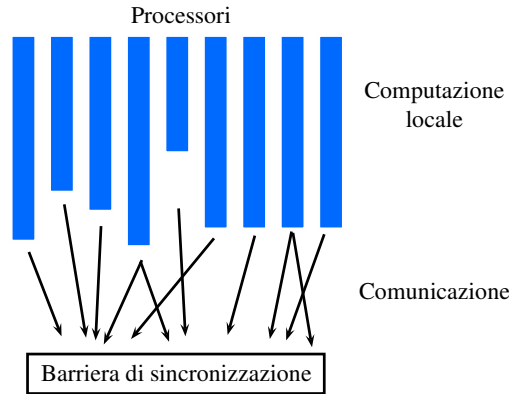 Processori
Computazione
locale
Comunicazione
Barriera di sincronizzazione